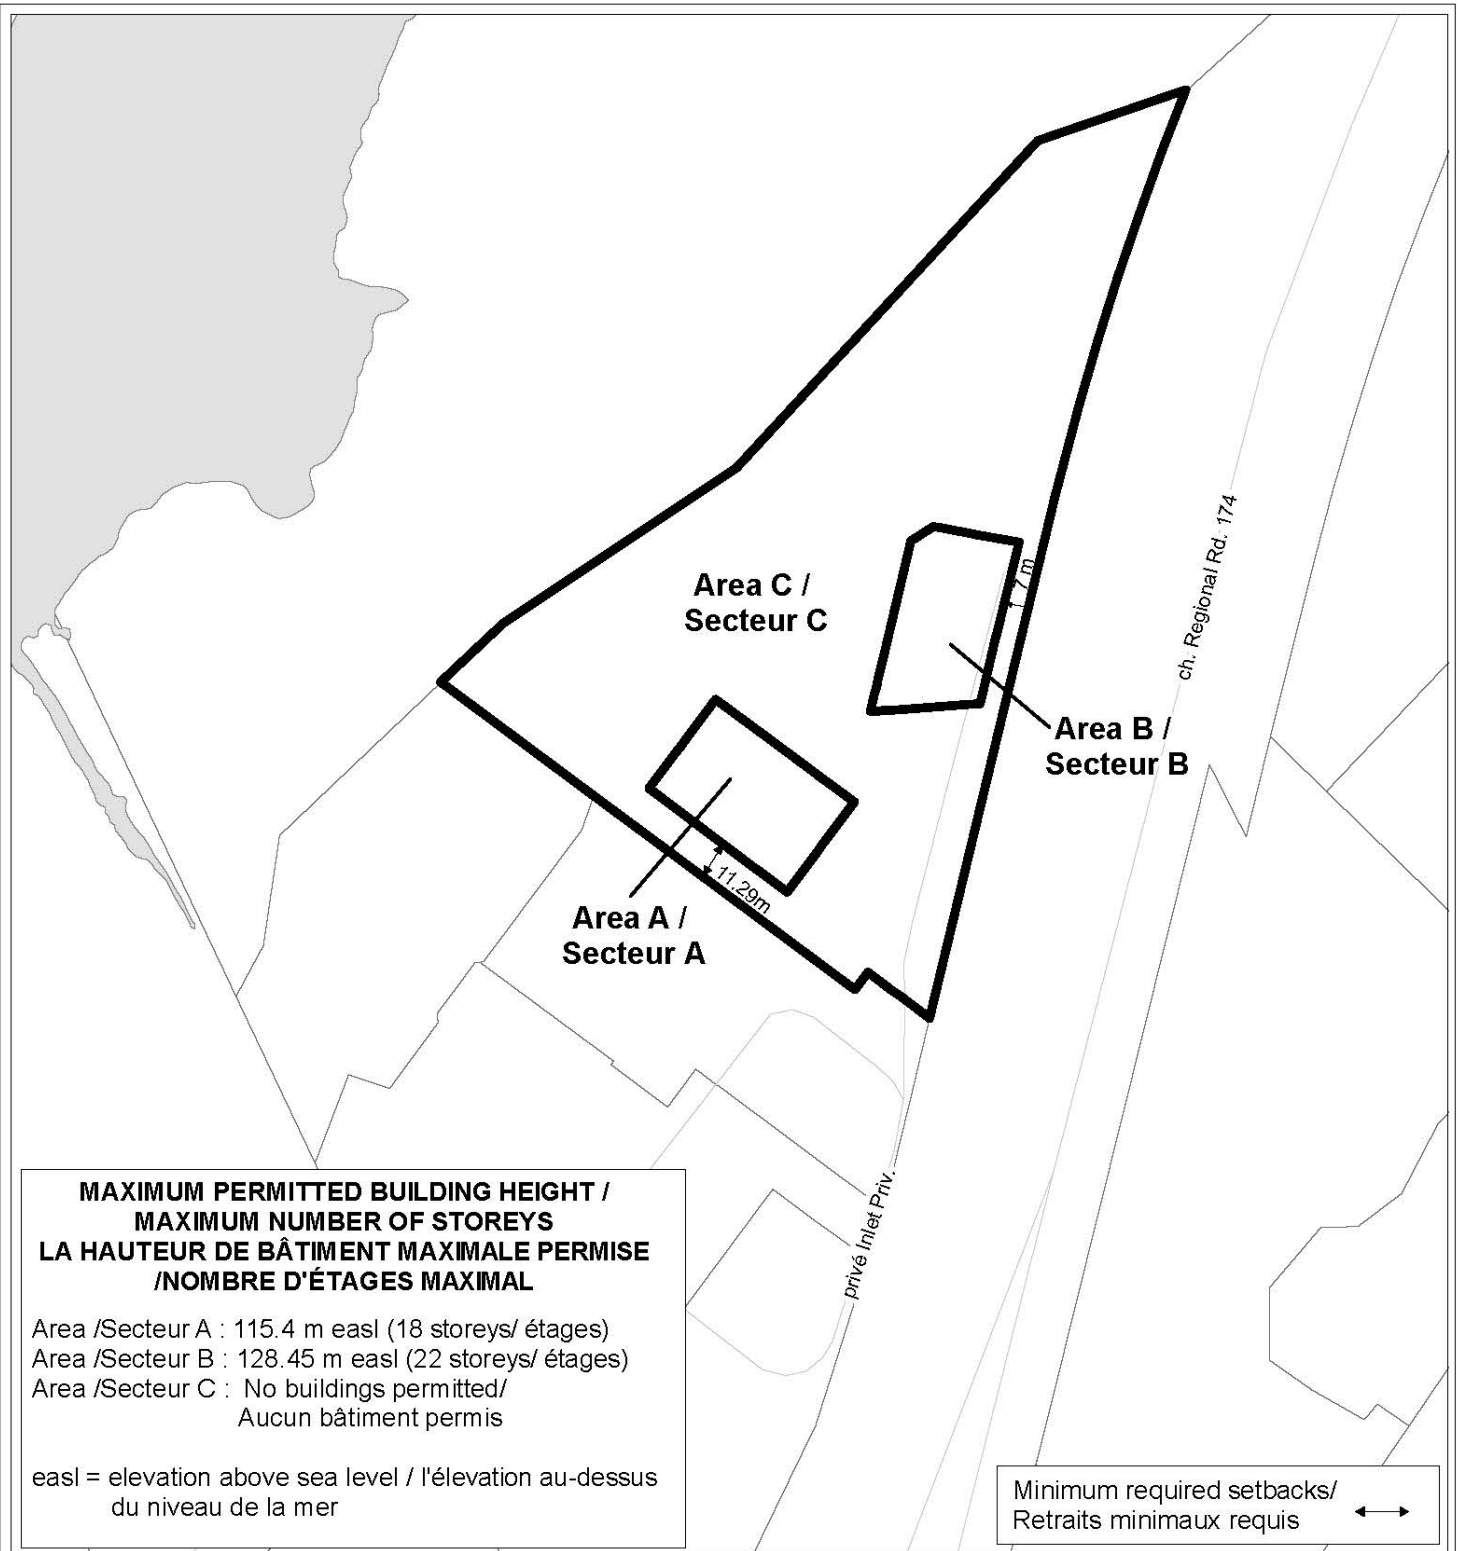 ch. Regional Rd. 174
7 m
Area C /
Secteur C
Area B /
Secteur B
11.29m
Area A /
Secteur A
privé Inlet Priv.
MAXIMUM PERMITTED BUILDING HEIGHT /
MAXIMUM NUMBER OF STOREYS
LA HAUTEUR DE BÂTIMENT MAXIMALE PERMISE
/NOMBRE D'ÉTAGES MAXIMAL
Area /Secteur A : 115.4 m easl (18 storeys/ étages)
Area /Secteur B : 128.45 m easl (22 storeys/ étages)
Area /Secteur C : No buildings permitted/
Aucun bâtiment permis
easl = elevation above sea level / l'élevation au-dessus
du niveau de la mer
Minimum required setbacks/
Retraits minimaux requis